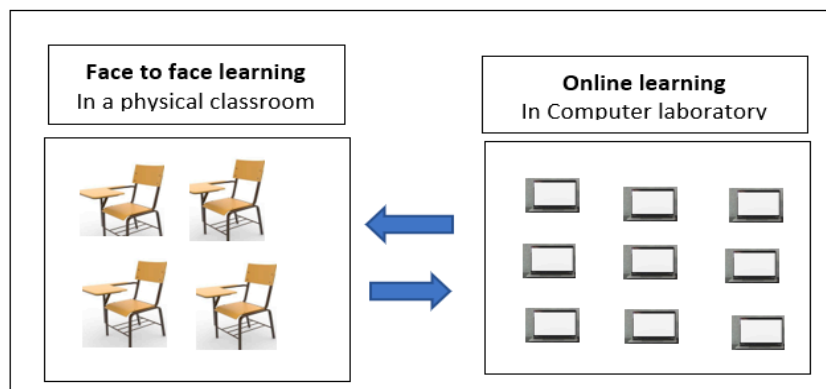 Face to face learning
In a physical classroom
Online learning
In Computer laboratory